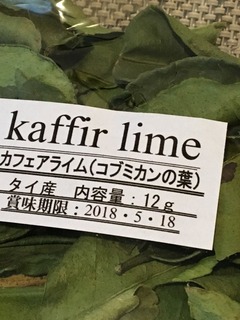 kaffir lime
カフェアライム(コブミカンの葉)
タイ産　内容量：12g
賞味期限：2018・5・18